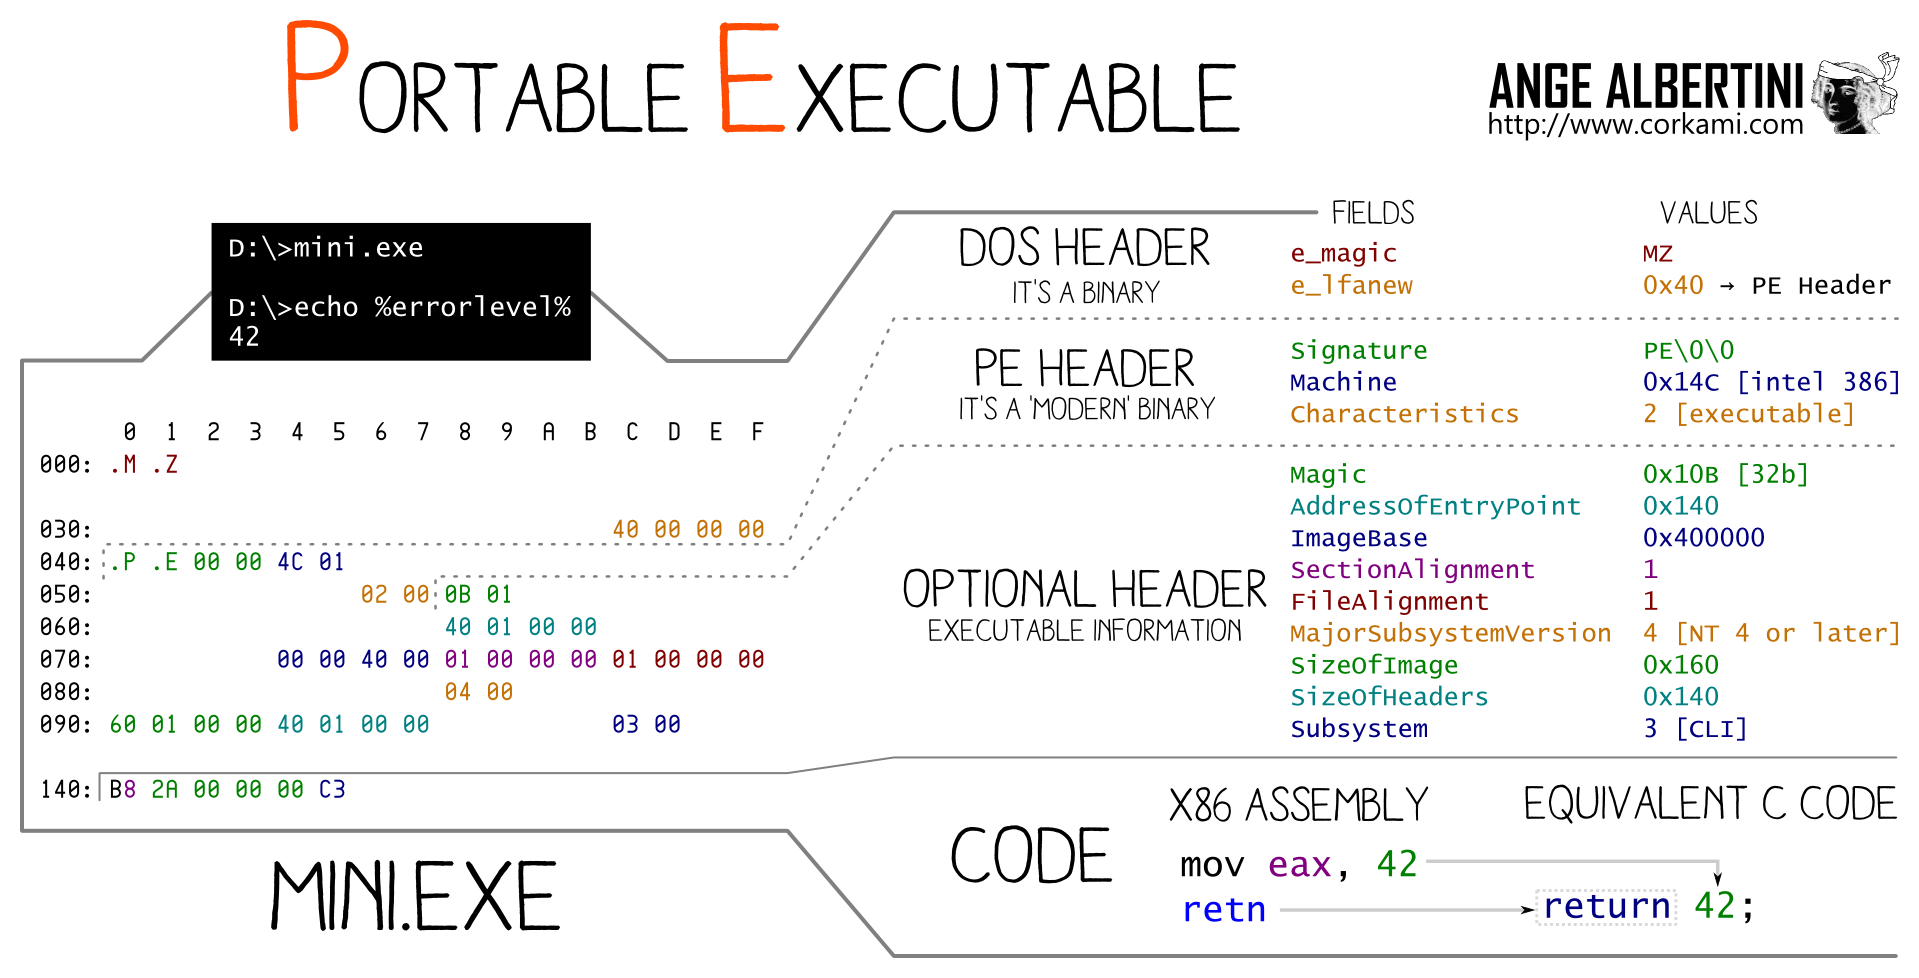 PORTABLE EXECUTABLE
ANGE ALBERTINI
http://www.corkami.com
D:\>mini.exe
D:\>echo %errorlevel%
42
0 1 2 3 4 5 6 7 8 9 A B C D E F
000: .M .Z
030: 40 00 00 00
040: .P .E 00 00 4C 01
050: 02 00 0B 01
060: 40 01 00 00
070: 00 00 40 00 01 00 00 00 01 00 00 00
080: 04 00
090: 60 01 00 00 40 01 00 00 03 00
140: B8 2A 00 00 00 C3
MINI.EXE
FIELDS VALUES
DOS HEADER
IT'S A BINARY
e_magic MZ
e_lfanew 0x40 → PE Header
PE HEADER
IT'S A 'MODERN' BINARY
Signature PE\0\0
Machine 0x14C [intel 386]
Characteristics 2 [executable]
OPTIONAL HEADER
EXECUTABLE INFORMATION
Magic 0x10B [32b]
AddressOfEntryPoint 0x140
ImageBase 0x400000
SectionAlignment 1
FileAlignment 1
MajorSubsystemVersion 4 [NT 4 or later]
SizeOfImage 0x160
SizeOfHeaders 0x140
Subsystem 3 [CLI]
CODE
X86 ASSEMBLY EQUIVALENT C CODE
mov eax, 42
retn return 42;